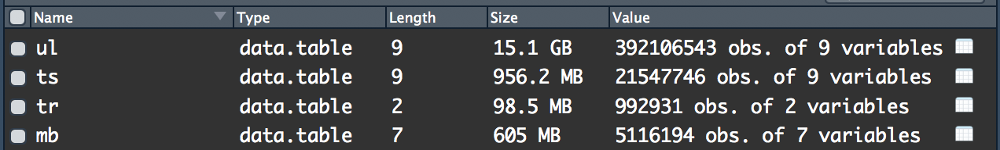 Name Type Length Size Value
ul data.table 9 15.1 GB 392106543 obs. of 9 variables
ts data.table 9 956.2 MB 21547746 obs. of 9 variables
tr data.table 2 98.5 MB 992931 obs. of 2 variables
mb data.table 7 605 MB 5116194 obs. of 7 variables